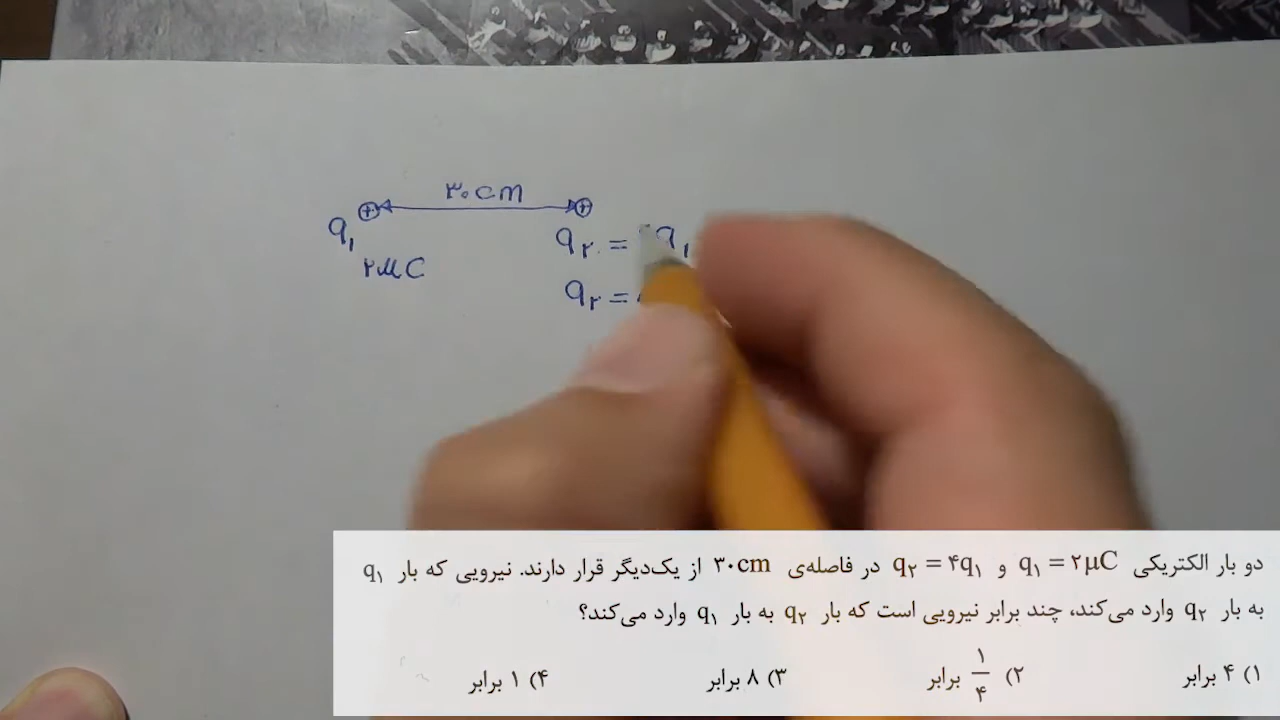 ۳۰cm
q۱
q۲ = q۱
۲μC
q۲ =
دو بار الکتریکی q۱ = ۲μC و q۲ = ۴q۱ در فاصله‌ی ۳۰cm از یک‌دیگر قرار دارند. نیرویی که بار q۱
به بار q۲ وارد می‌کند، چند برابر نیرویی است که بار q۲ به بار q۱ وارد می‌کند؟
۱) ۴ برابر ۲) ۱/۴ برابر ۳) ۸ برابر ۴) ۱ برابر